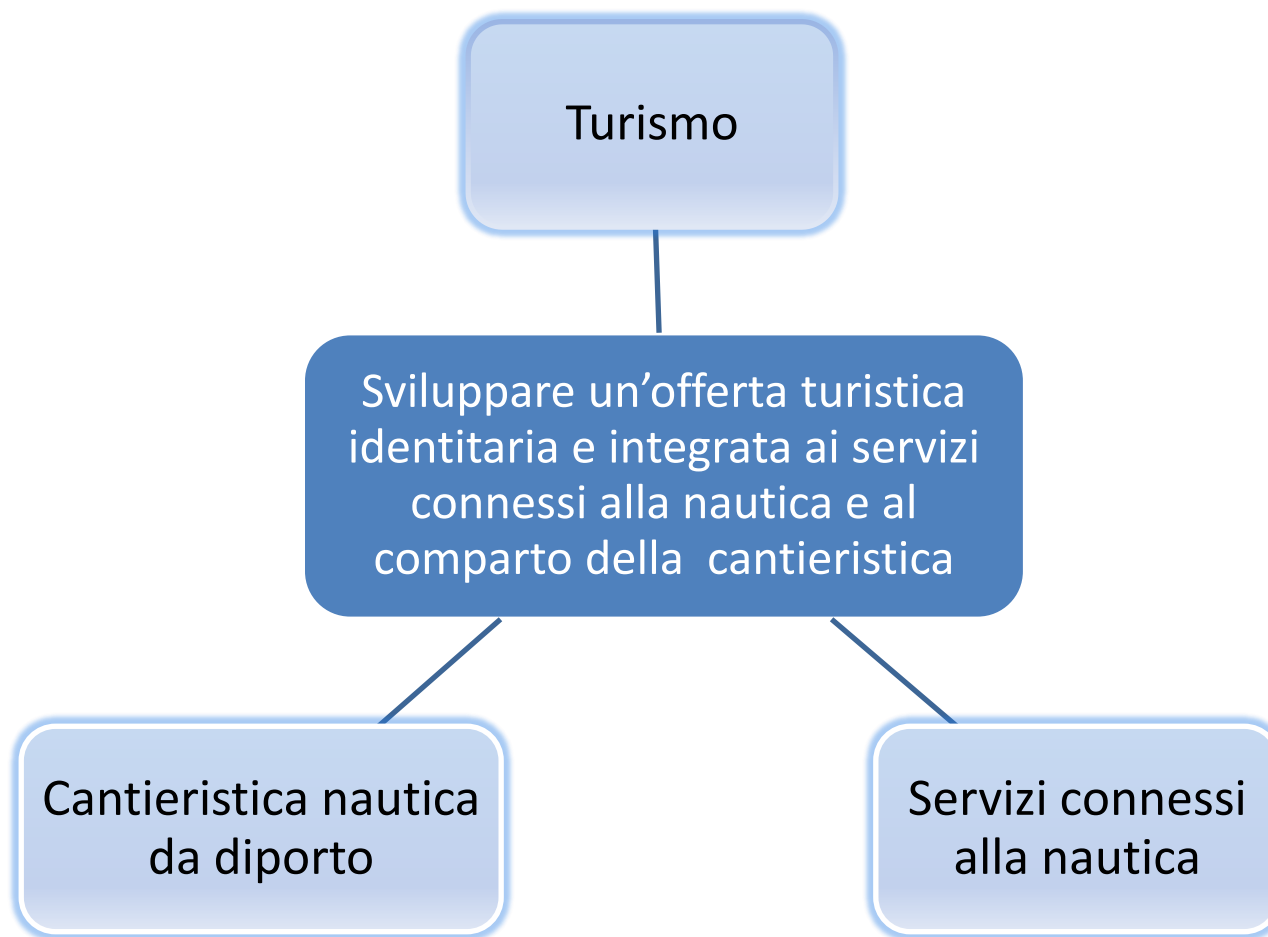 Turismo
Sviluppare un’offerta turistica
identitaria e integrata ai servizi
connessi alla nautica e al
comparto della  cantieristica
Cantieristica nautica
da diporto
Servizi connessi
alla nautica